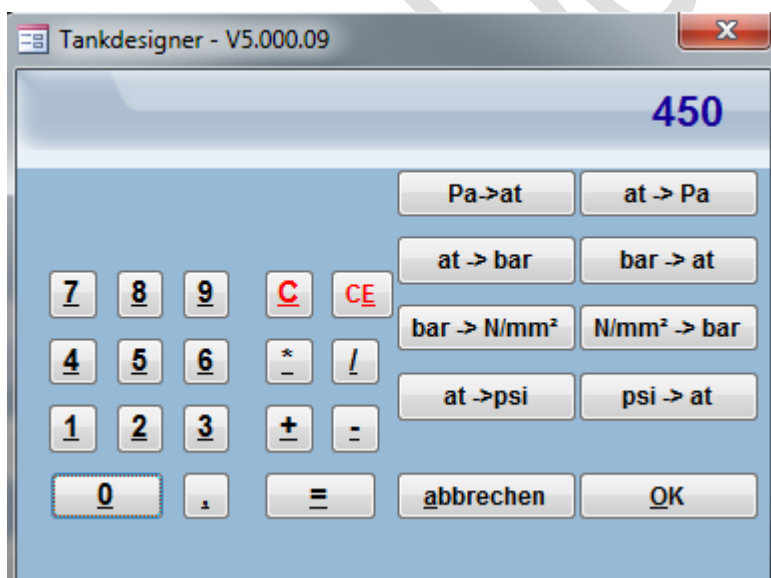 Tankdesigner - V5.000.09
450
Pa->at at -> Pa
at -> bar bar -> at
7 8 9 C CE
bar -> N/mm² N/mm² -> bar
4 5 6 * /
at ->psi psi -> at
1 2 3 + -
0 , = abbrechen OK